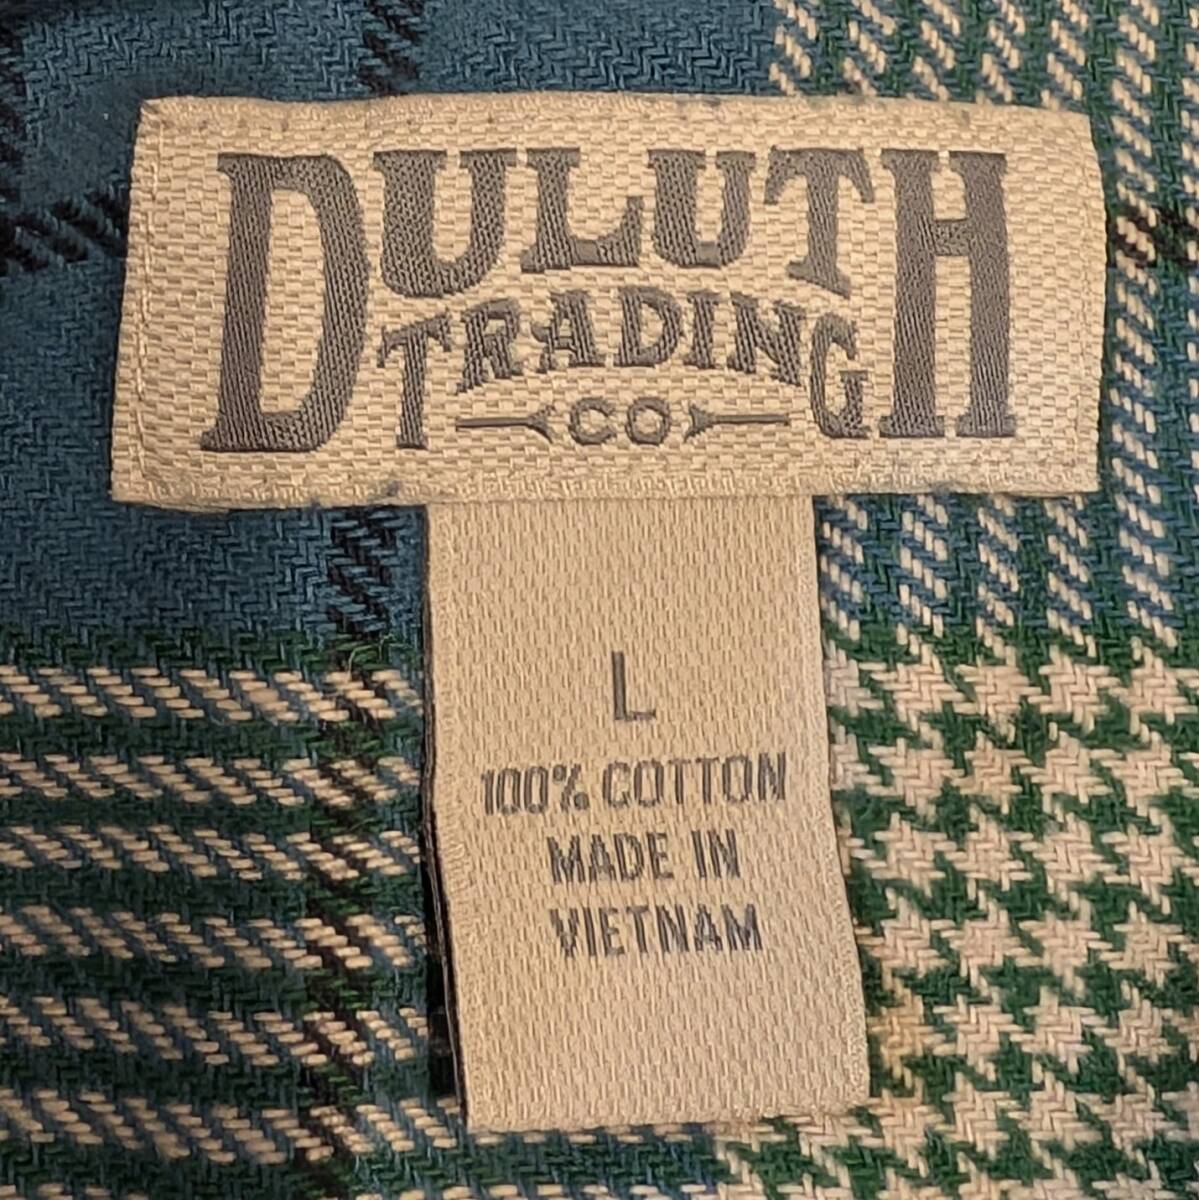 DULUTH
TRADING
CO
L
100% COTTON
MADE IN
VIETNAM